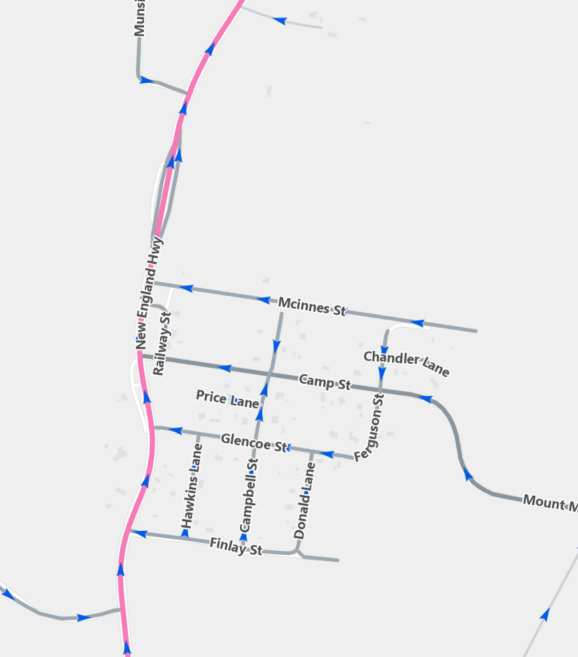 Munsi
New England Hwy
Railway St
Mcinnes St
Chandler Lane
Camp St
Price Lane
Ferguson St
Glencoe St
Hawkins Lane
Campbell St
Donald Lane
Mount M
Finlay St